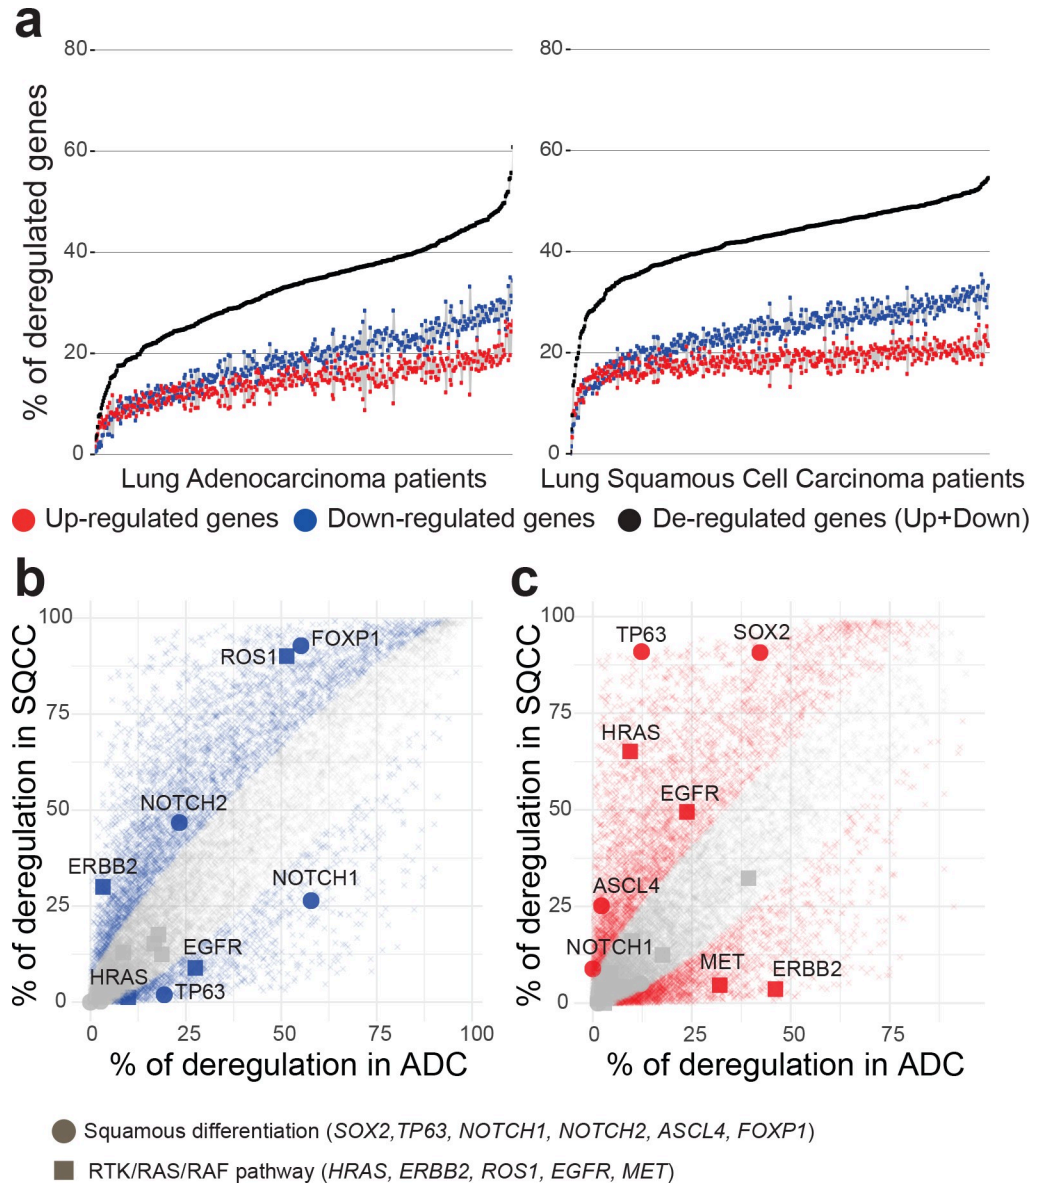 a
80
60
40
20
0
% of deregulated genes
Lung Adenocarcinoma patients
80
60
40
20
0
Lung Squamous Cell Carcinoma patients
Up-regulated genes Down-regulated genes De-regulated genes (Up+Down)
b
% of deregulation in SQCC
100
75
50
25
0
FOXP1
ROS1
NOTCH2
ERBB2
NOTCH1
EGFR
HRAS
TP63
0 25 50 75 100
% of deregulation in ADC
c
% of deregulation in SQCC
100
75
50
25
0
TP63
SOX2
HRAS
EGFR
ASCL4
NOTCH1
MET
ERBB2
0 25 50 75
% of deregulation in ADC
Squamous differentiation (SOX2,TP63, NOTCH1, NOTCH2, ASCL4, FOXP1)
RTK/RAS/RAF pathway (HRAS, ERBB2, ROS1, EGFR, MET)